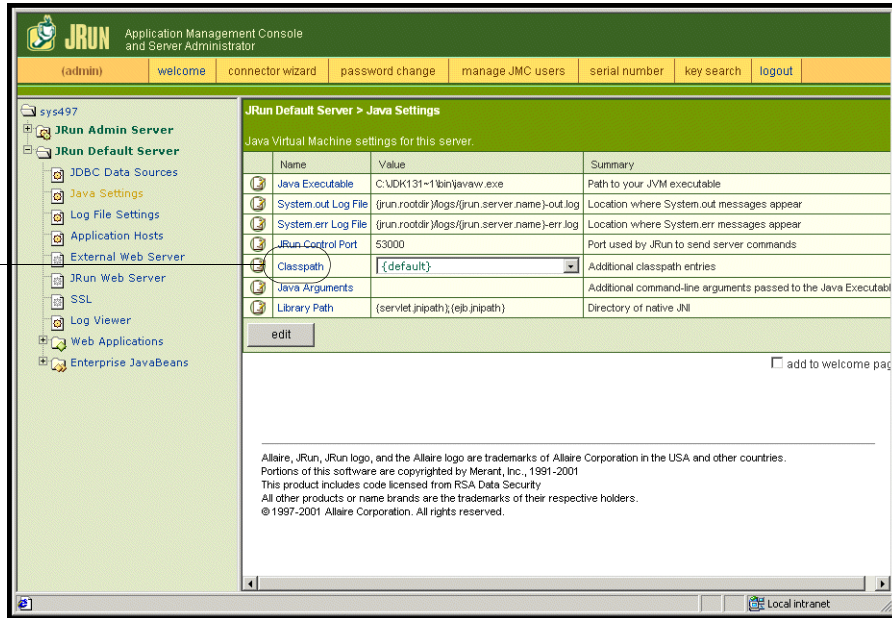 JRUN Application Management Console
and Server Administrator
(admin) welcome connector wizard password change manage JMC users serial number key search logout
sys497
JRun Admin Server
JRun Default Server
JDBC Data Sources
Java Settings
Log File Settings
Application Hosts
External Web Server
JRun Web Server
SSL
Log Viewer
Web Applications
Enterprise JavaBeans
JRun Default Server > Java Settings
Java Virtual Machine settings for this server.
Name Value Summary
Java Executable C:\JDK131~1\bin\javaw.exe Path to your JVM executable
System.out Log File {jrun.rootdir}/logs/{jrun.server.name}-out.log Location where System.out messages appear
System.err Log File {jrun.rootdir}/logs/{jrun.server.name}-err.log Location where System.err messages appear
JRun Control Port 53000 Port used by JRun to send server commands
Classpath {default} Additional classpath entries
Java Arguments Additional command-line arguments passed to the Java Executabl
Library Path {servlet.jnipath};{ejb.jnipath} Directory of native JNI
edit
add to welcome pag
Allaire, JRun, JRun logo, and the Allaire logo are trademarks of Allaire Corporation in the USA and other countries.
Portions of this software are copyrighted by Merant, Inc., 1991-2001
This product includes code licensed from RSA Data Security
All other products or name brands are the trademarks of their respective holders.
© 1997-2001 Allaire Corporation. All rights reserved.
Local intranet